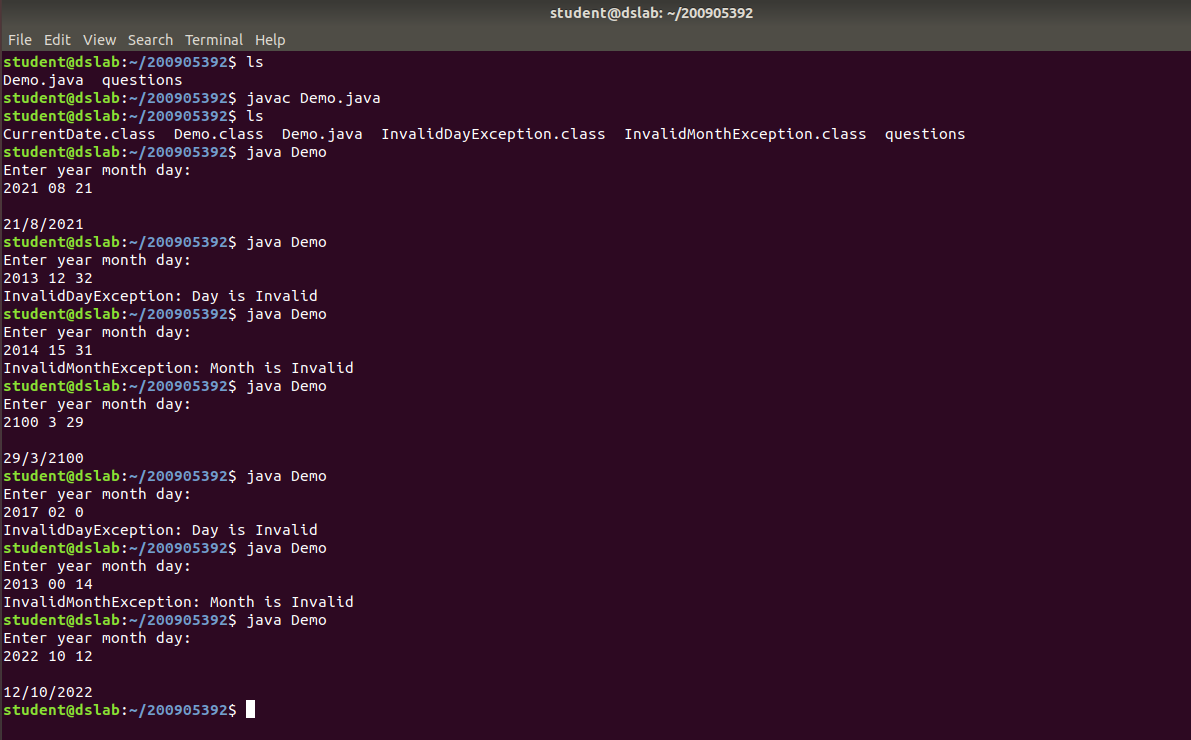 student@dslab: ~/200905392
File Edit View Search Terminal Help
student@dslab:~/200905392$ ls
Demo.java  questions
student@dslab:~/200905392$ javac Demo.java
student@dslab:~/200905392$ ls
CurrentDate.class  Demo.class  Demo.java  InvalidDayException.class  InvalidMonthException.class  questions
student@dslab:~/200905392$ java Demo
Enter year month day:
2021 08 21
21/8/2021
student@dslab:~/200905392$ java Demo
Enter year month day:
2013 12 32
InvalidDayException: Day is Invalid
student@dslab:~/200905392$ java Demo
Enter year month day:
2014 15 31
InvalidMonthException: Month is Invalid
student@dslab:~/200905392$ java Demo
Enter year month day:
2100 3 29
29/3/2100
student@dslab:~/200905392$ java Demo
Enter year month day:
2017 02 0
InvalidDayException: Day is Invalid
student@dslab:~/200905392$ java Demo
Enter year month day:
2013 00 14
InvalidMonthException: Month is Invalid
student@dslab:~/200905392$ java Demo
Enter year month day:
2022 10 12
12/10/2022
student@dslab:~/200905392$